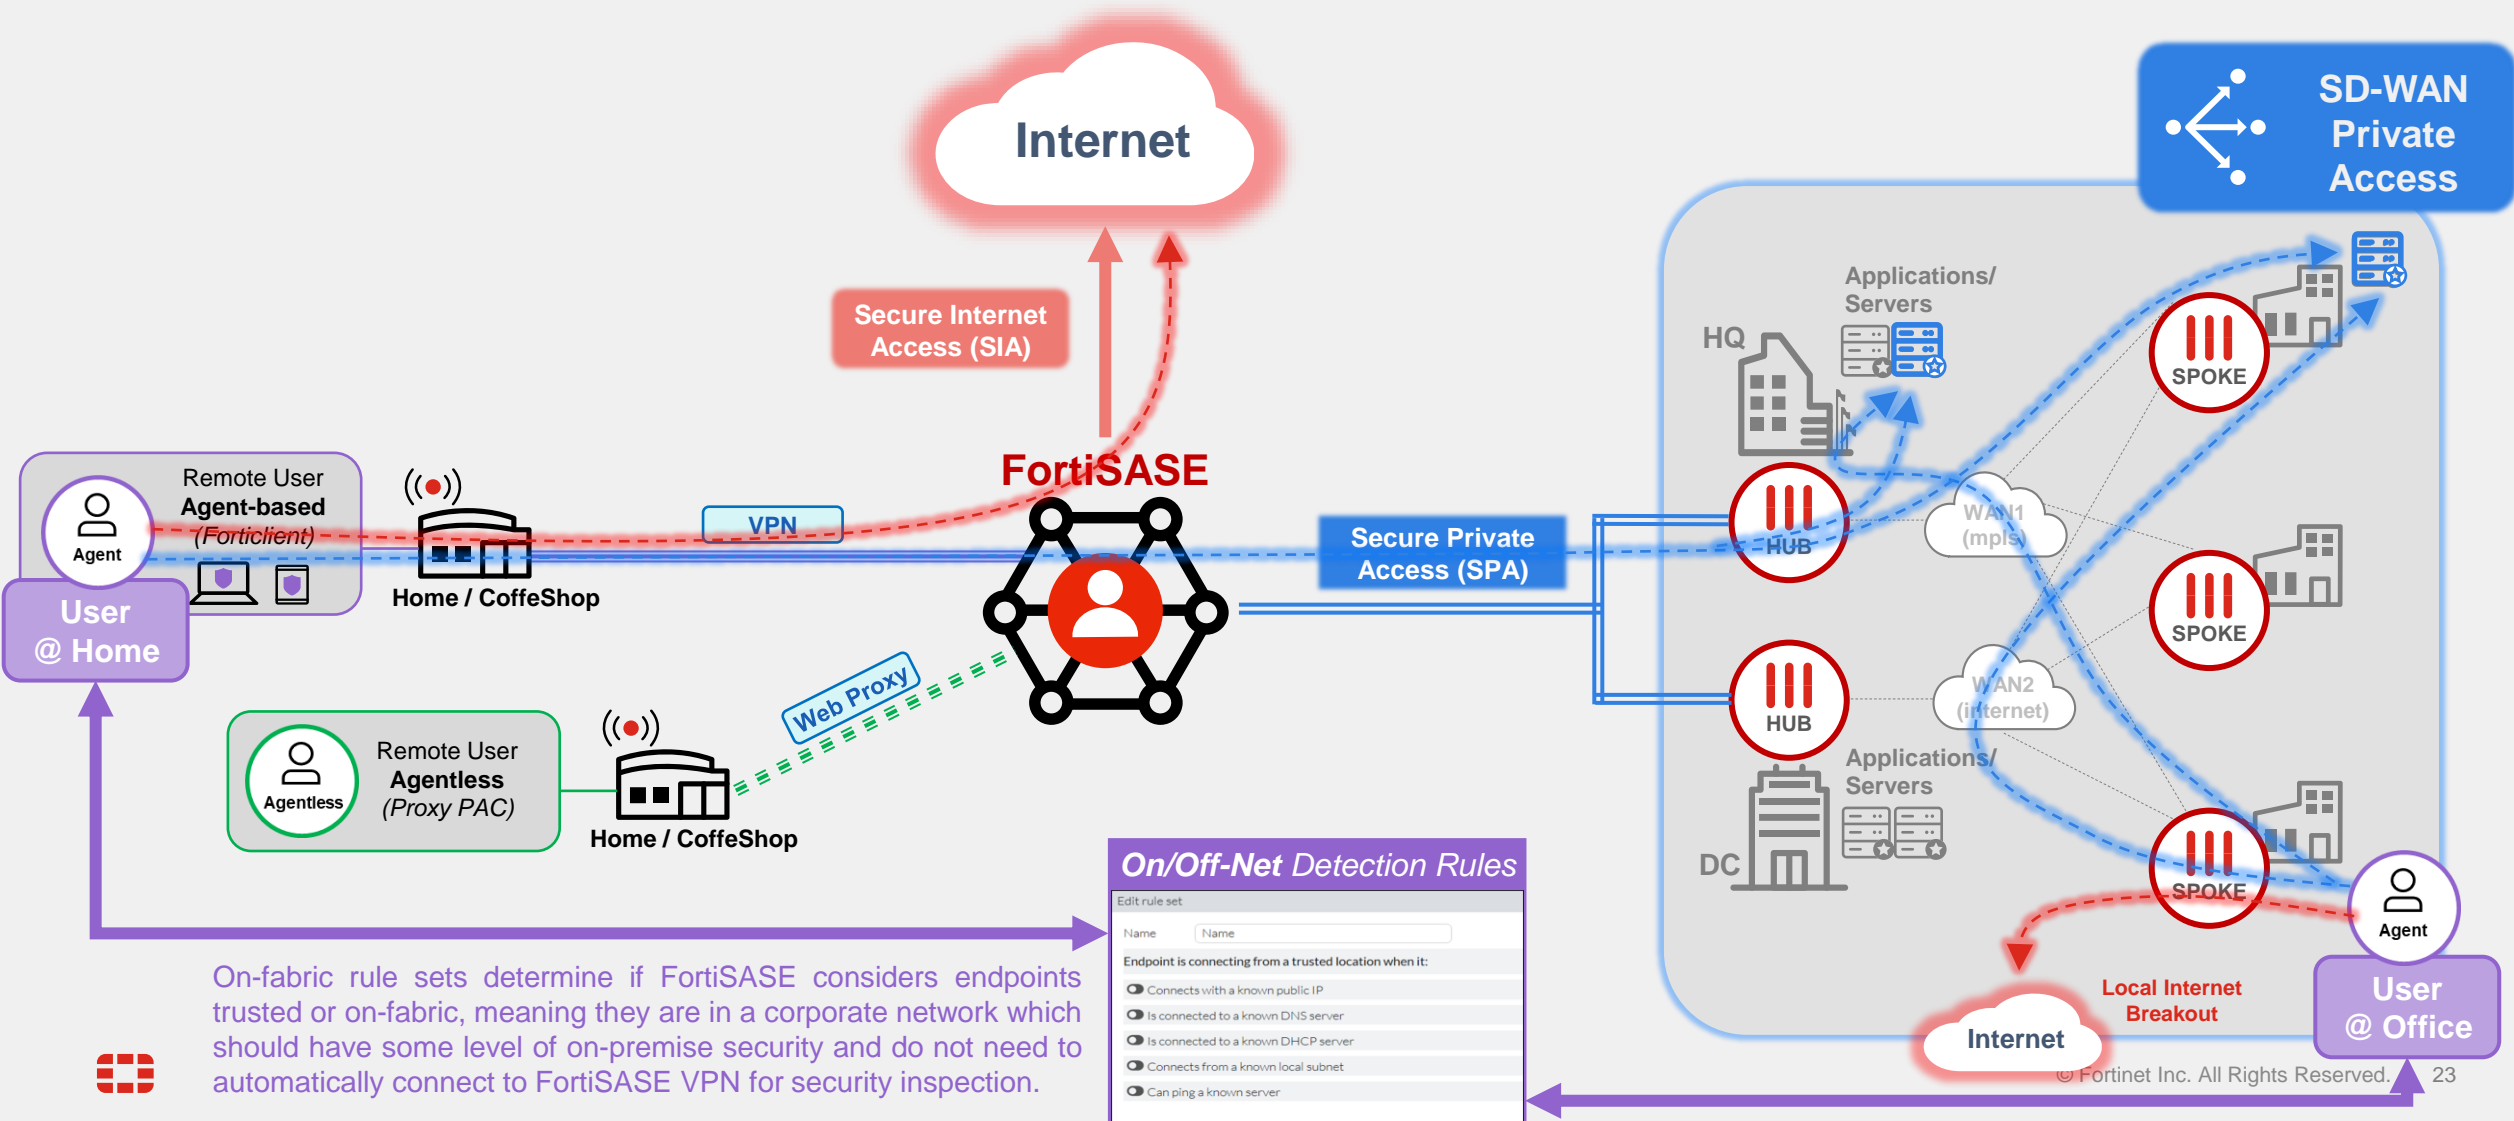 Internet
SD-WAN
Private
Access
Secure Internet
Access (SIA)
Applications/
Servers
HQ
SPOKE
FortiSASE
Remote User
Agent-based
(Forticlient)
Agent
User
@ Home
Home / CoffeShop
VPN
Secure Private
Access (SPA)
HUB
WAN1
(mpls)
SPOKE
Web Proxy
HUB
WAN2
(internet)
Remote User
Agentless
(Proxy PAC)
Agentless
Home / CoffeShop
Applications/
Servers
DC
SPOKE
Agent
User
@ Office
Local Internet
Breakout
Internet
On/Off-Net Detection Rules
Edit rule set
Name Name
Endpoint is connecting from a trusted location when it:
Connects with a known public IP
Is connected to a known DNS server
Is connected to a known DHCP server
Connects from a known local subnet
Can ping a known server
On-fabric rule sets determine if FortiSASE considers endpoints
trusted or on-fabric, meaning they are in a corporate network which
should have some level of on-premise security and do not need to
automatically connect to FortiSASE VPN for security inspection.
© Fortinet Inc. All Rights Reserved. 23